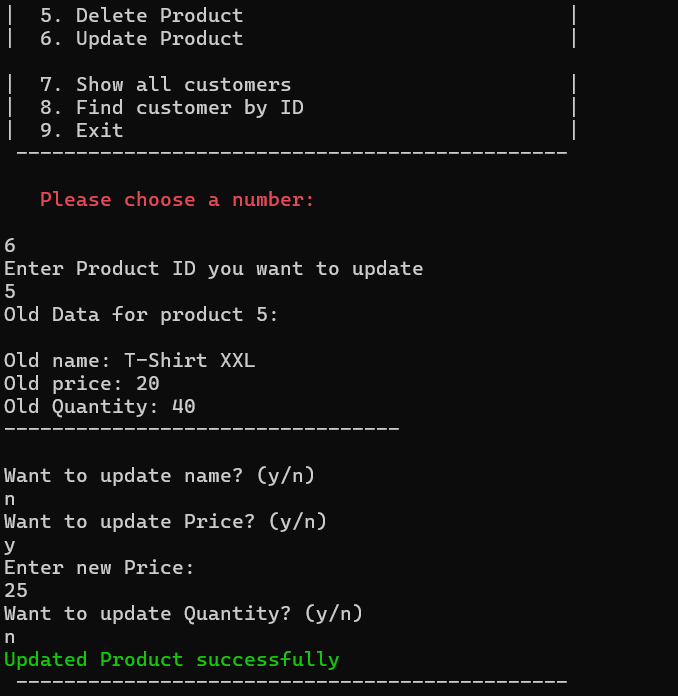 |  5. Delete Product                           |
|  6. Update Product                           |
|  7. Show all customers                       |
|  8. Find customer by ID                      |
|  9. Exit                                     |
----------------------------------------------
Please choose a number:
6
Enter Product ID you want to update
5
Old Data for product 5:
Old name: T-Shirt XXL
Old price: 20
Old Quantity: 40
---------------------------------
Want to update name? (y/n)
n
Want to update Price? (y/n)
y
Enter new Price:
25
Want to update Quantity? (y/n)
n
Updated Product successfully
----------------------------------------------